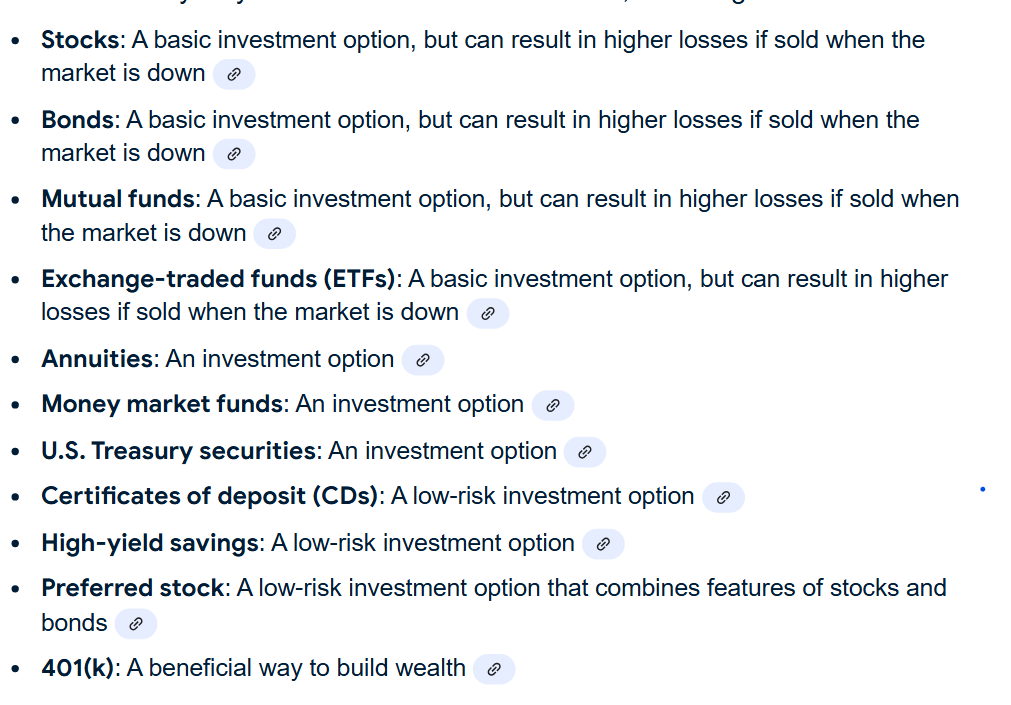 • Stocks: A basic investment option, but can result in higher losses if sold when the
market is down
• Bonds: A basic investment option, but can result in higher losses if sold when the
market is down
• Mutual funds: A basic investment option, but can result in higher losses if sold when
the market is down
• Exchange-traded funds (ETFs): A basic investment option, but can result in higher
losses if sold when the market is down
• Annuities: An investment option
• Money market funds: An investment option
• U.S. Treasury securities: An investment option
• Certificates of deposit (CDs): A low-risk investment option
• High-yield savings: A low-risk investment option
• Preferred stock: A low-risk investment option that combines features of stocks and
bonds
• 401(k): A beneficial way to build wealth